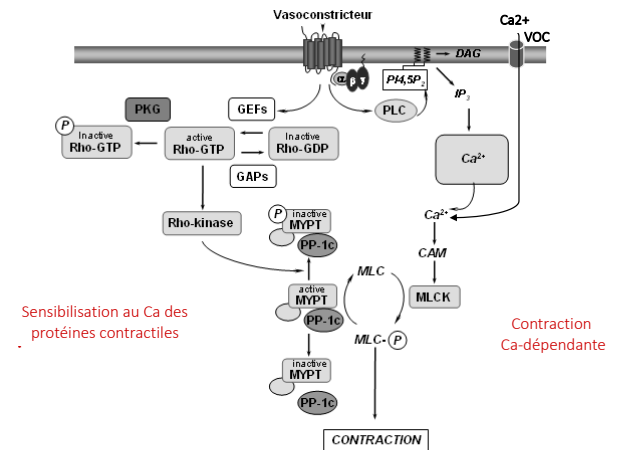 Vasoconstricteur
Ca2+
VOC
DAG
α β γ
PI4,5P2
IP3
PKG
GEFs
PLC
P
Inactive
Rho-GTP
active
Rho-GTP
Inactive
Rho-GDP
GAPs
Ca2+
Rho-kinase
P
inactive
MYPT
PP-1c
Ca2+
CAM
MLC
MLCK
active
MYPT
PP-1c
Sensibilisation au Ca des
protéines contractiles
Contraction
Ca-dépendante
MLC- P
inactive
MYPT
PP-1c
CONTRACTION